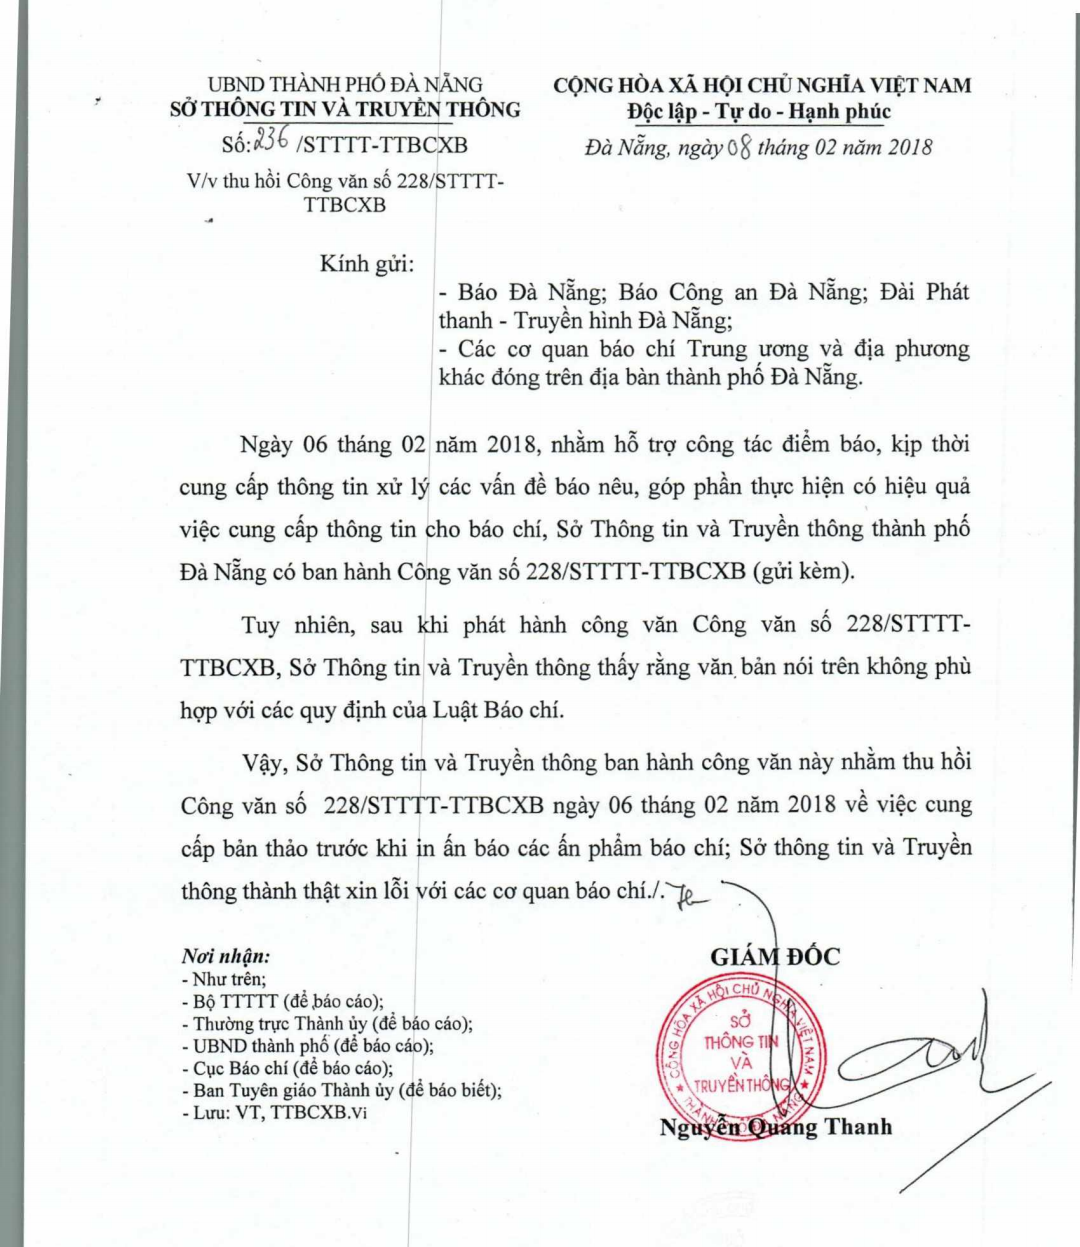 UBND THÀNH PHỐ ĐÀ NẴNG
SỞ THÔNG TIN VÀ TRUYỀN THÔNG
Số: 236 /STTTT-TTBCXB
V/v thu hồi Công văn số 228/STTTT-
TTBCXB
CỘNG HÒA XÃ HỘI CHỦ NGHĨA VIỆT NAM
Độc lập - Tự do - Hạnh phúc
Đà Nẵng, ngày 08 tháng 02 năm 2018
Kính gửi:
- Báo Đà Nẵng; Báo Công an Đà Nẵng; Đài Phát
thanh - Truyền hình Đà Nẵng;
- Các cơ quan báo chí Trung ương và địa phương
khác đóng trên địa bàn thành phố Đà Nẵng.
Ngày 06 tháng 02 năm 2018, nhằm hỗ trợ công tác điểm báo, kịp thời
cung cấp thông tin xử lý các vấn đề báo nêu, góp phần thực hiện có hiệu quả
việc cung cấp thông tin cho báo chí, Sở Thông tin và Truyền thông thành phố
Đà Nẵng có ban hành Công văn số 228/STTTT-TTBCXB (gửi kèm).
Tuy nhiên, sau khi phát hành công văn Công văn số 228/STTTT-
TTBCXB, Sở Thông tin và Truyền thông thấy rằng văn bản nói trên không phù
hợp với các quy định của Luật Báo chí.
Vậy, Sở Thông tin và Truyền thông ban hành công văn này nhằm thu hồi
Công văn số 228/STTTT-TTBCXB ngày 06 tháng 02 năm 2018 về việc cung
cấp bản thảo trước khi in ấn báo các ấn phẩm báo chí; Sở thông tin và Truyền
thông thành thật xin lỗi với các cơ quan báo chí./.
Nơi nhận:
- Như trên;
- Bộ TTTTT (để báo cáo);
- Thường trực Thành ủy (để báo cáo);
- UBND thành phố (để báo cáo);
- Cục Báo chí (để báo cáo);
- Ban Tuyên giáo Thành ủy (để báo biết);
- Lưu: VT, TTBCXB.Vi
GIÁM ĐỐC
CỘNG HÒA XÃ HỘI CHỦ NGHĨA VIỆT NAM
SỞ
THÔNG TIN
VÀ
TRUYỀN THÔNG
THÀNH PHỐ ĐÀ NẴNG
Nguyễn Quang Thanh